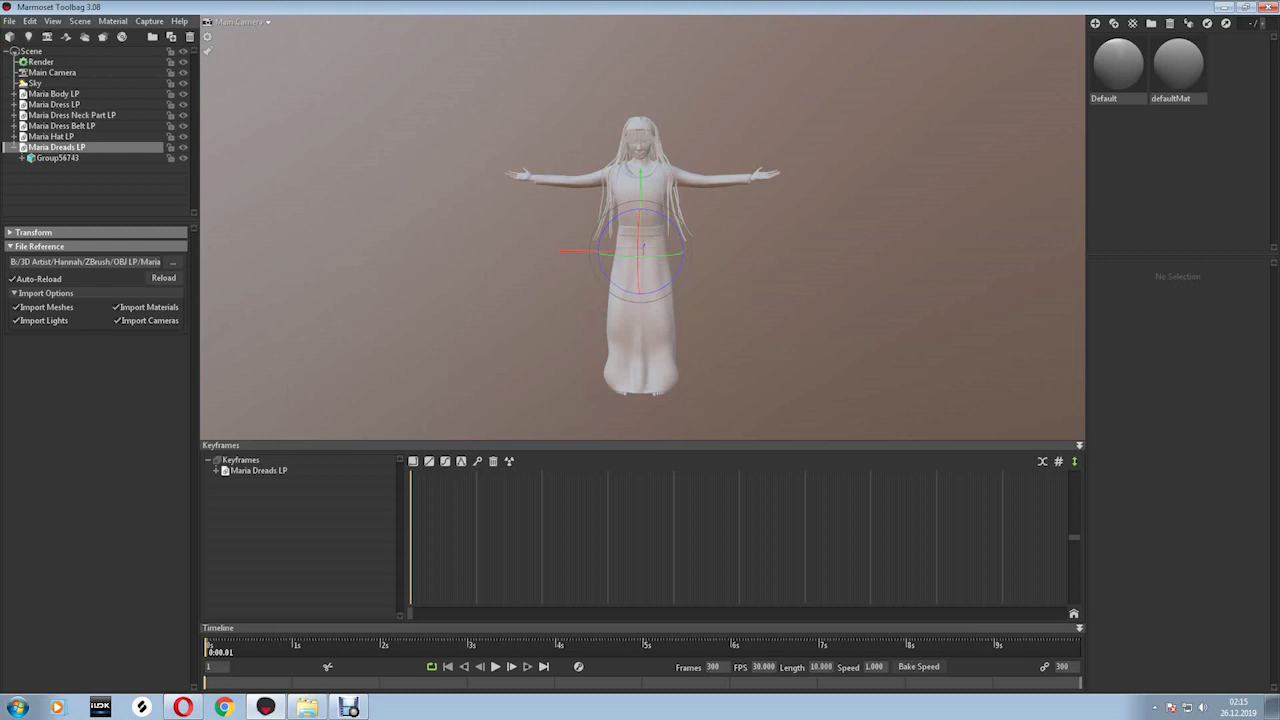 Marmoset Toolbag 3.08
File Edit View Scene Material Capture Help
Main Camera
Scene
Render
Main Camera
Sky
Maria Body LP
Maria Dress LP
Maria Dress Neck Part LP
Maria Dress Belt LP
Maria Hat LP
Maria Dreads LP
Group56743
Transform
File Reference
B:/3D Artist/Hannah/ZBrush/OBJ LP/Maria ...
Auto-Reload Reload
Import Options
Import Meshes Import Materials
Import Lights Import Cameras
Default defaultMat
No Selection
Keyframes
Keyframes
Maria Dreads LP
Timeline
0s 1s 2s 3s 4s 5s 6s 7s 8s 9s
0:00.01
1 Frames 300 FPS 30.000 Length 10.000 Speed 1.000 Bake Speed 300
02:15
26.12.2019